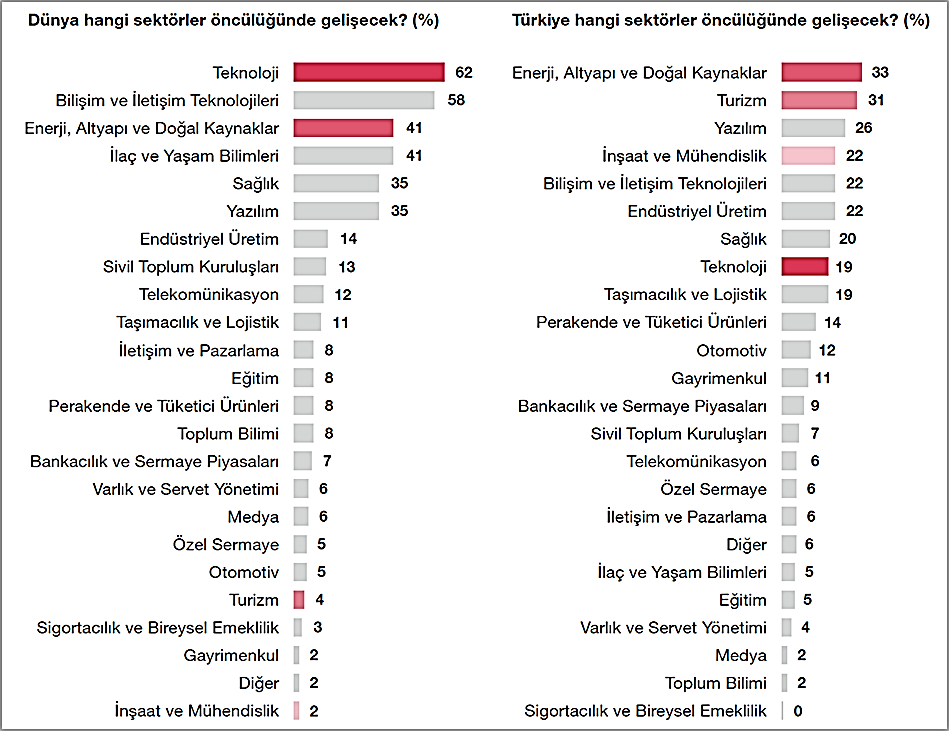 Dünya hangi sektörler öncülüğünde gelişecek? (%)
Teknoloji 62
Bilişim ve İletişim Teknolojileri 58
Enerji, Altyapı ve Doğal Kaynaklar 41
İlaç ve Yaşam Bilimleri 41
Sağlık 35
Yazılım 35
Endüstriyel Üretim 14
Sivil Toplum Kuruluşları 13
Telekomünikasyon 12
Taşımacılık ve Lojistik 11
İletişim ve Pazarlama 8
Eğitim 8
Perakende ve Tüketici Ürünleri 8
Toplum Bilimi 8
Bankacılık ve Sermaye Piyasaları 7
Varlık ve Servet Yönetimi 6
Medya 6
Özel Sermaye 5
Otomotiv 5
Turizm 4
Sigortacılık ve Bireysel Emeklilik 3
Gayrimenkul 2
Diğer 2
İnşaat ve Mühendislik 2
Türkiye hangi sektörler öncülüğünde gelişecek? (%)
Enerji, Altyapı ve Doğal Kaynaklar 33
Turizm 31
Yazılım 26
İnşaat ve Mühendislik 22
Bilişim ve İletişim Teknolojileri 22
Endüstriyel Üretim 22
Sağlık 20
Teknoloji 19
Taşımacılık ve Lojistik 19
Perakende ve Tüketici Ürünleri 14
Otomotiv 12
Gayrimenkul 11
Bankacılık ve Sermaye Piyasaları 9
Sivil Toplum Kuruluşları 7
Telekomünikasyon 6
Özel Sermaye 6
İletişim ve Pazarlama 6
Diğer 6
İlaç ve Yaşam Bilimleri 5
Eğitim 5
Varlık ve Servet Yönetimi 4
Medya 2
Toplum Bilimi 2
Sigortacılık ve Bireysel Emeklilik 0